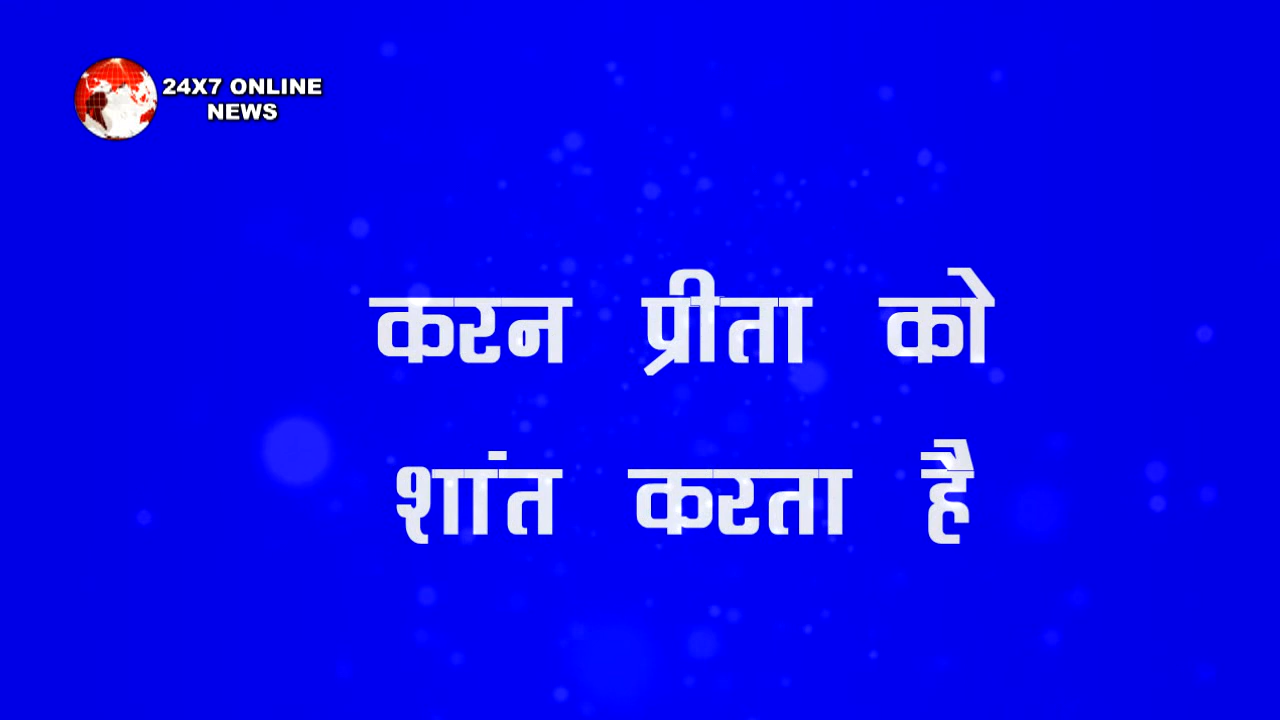 24X7 ONLINE
NEWS
करन प्रीता को
शांत करता है